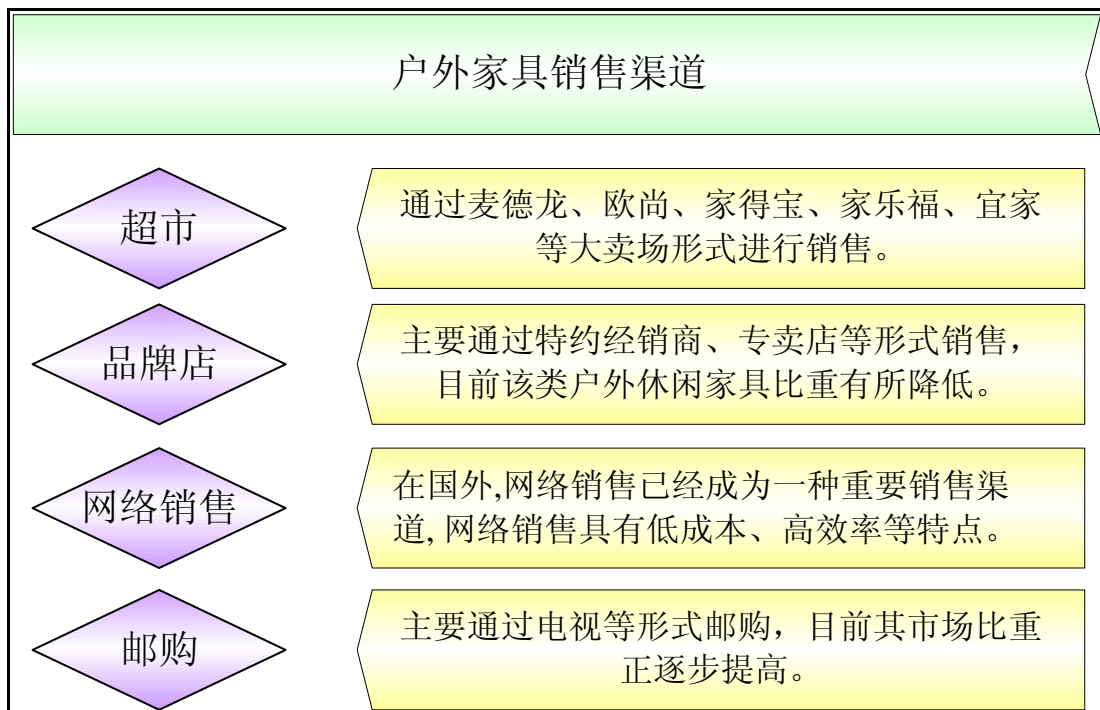 户外家具销售渠道
超市
通过麦德龙、欧尚、家得宝、家乐福、宜家
等大卖场形式进行销售。
品牌店
主要通过特约经销商、专卖店等形式销售，
目前该类户外休闲家具比重有所降低。
网络销售
在国外,网络销售已经成为一种重要销售渠
道, 网络销售具有低成本、高效率等特点。
邮购
主要通过电视等形式邮购，目前其市场比重
正逐步提高。